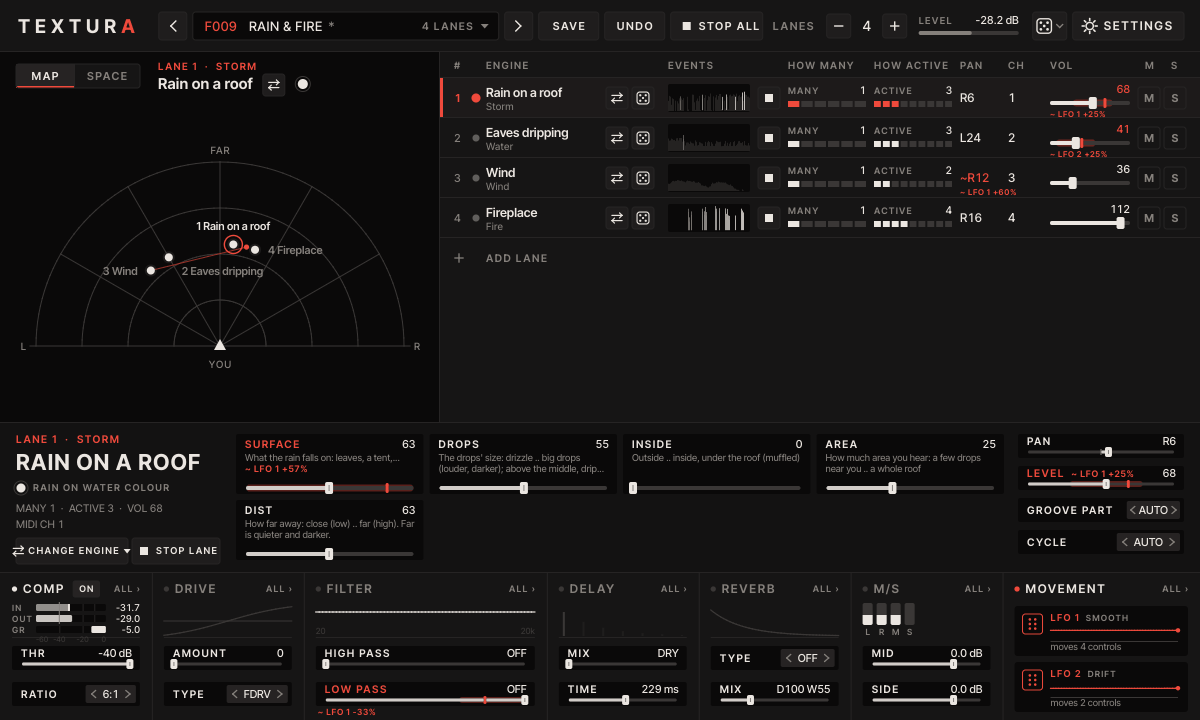 TEXTURA
F009 RAIN & FIRE * 4 LANES
SAVE
UNDO
STOP ALL
LANES
4
LEVEL -28.2 dB
SETTINGS
MAP
SPACE
LANE 1 · STORM
Rain on a roof
FAR
1 Rain on a roof
4 Fireplace
3 Wind
2 Eaves dripping
L
R
YOU
# ENGINE EVENTS HOW MANY HOW ACTIVE PAN CH VOL M S
1 Rain on a roof Storm MANY 1 ACTIVE 3 R6 1 68 M S
~ LFO 1 +25%
2 Eaves dripping Water MANY 1 ACTIVE 3 L24 2 41 M S
~ LFO 2 +25%
3 Wind Wind MANY 1 ACTIVE 2 ~R12 3 36 M S
~ LFO 1 +60%
4 Fireplace Fire MANY 1 ACTIVE 4 R16 4 112 M S
+ ADD LANE
LANE 1 · STORM
RAIN ON A ROOF
RAIN ON WATER COLOUR
MANY 1 · ACTIVE 3 · VOL 68
MIDI CH 1
CHANGE ENGINE
STOP LANE
SURFACE 63
What the rain falls on: leaves, a tent,...
~ LFO 1 +57%
DROPS 55
The drops' size: drizzle .. big drops
(louder, darker); above the middle, drip...
INSIDE 0
Outside .. inside, under the roof (muffled)
AREA 25
How much area you hear: a few drops
near you .. a whole roof
DIST 63
How far away: close (low) .. far (high). Far
is quieter and darker.
PAN R6
LEVEL ~ LFO 1 +25% 68
GROOVE PART < AUTO >
CYCLE < AUTO >
COMP ON ALL ›
IN -31.7
OUT -29.0
GR -5.0
-60 -40 -20 0
THR -40 dB
RATIO < 6:1 >
DRIVE ALL ›
AMOUNT 0
TYPE < FDRV >
FILTER ALL ›
20 20k
HIGH PASS OFF
LOW PASS OFF
~ LFO 1 -33%
DELAY ALL ›
MIX DRY
TIME 229 ms
REVERB ALL ›
TYPE < OFF >
MIX D100 W55
M/S ALL ›
L R M S
MID 0.0 dB
SIDE 0.0 dB
MOVEMENT ALL ›
LFO 1 SMOOTH
moves 4 controls
LFO 2 DRIFT
moves 2 controls